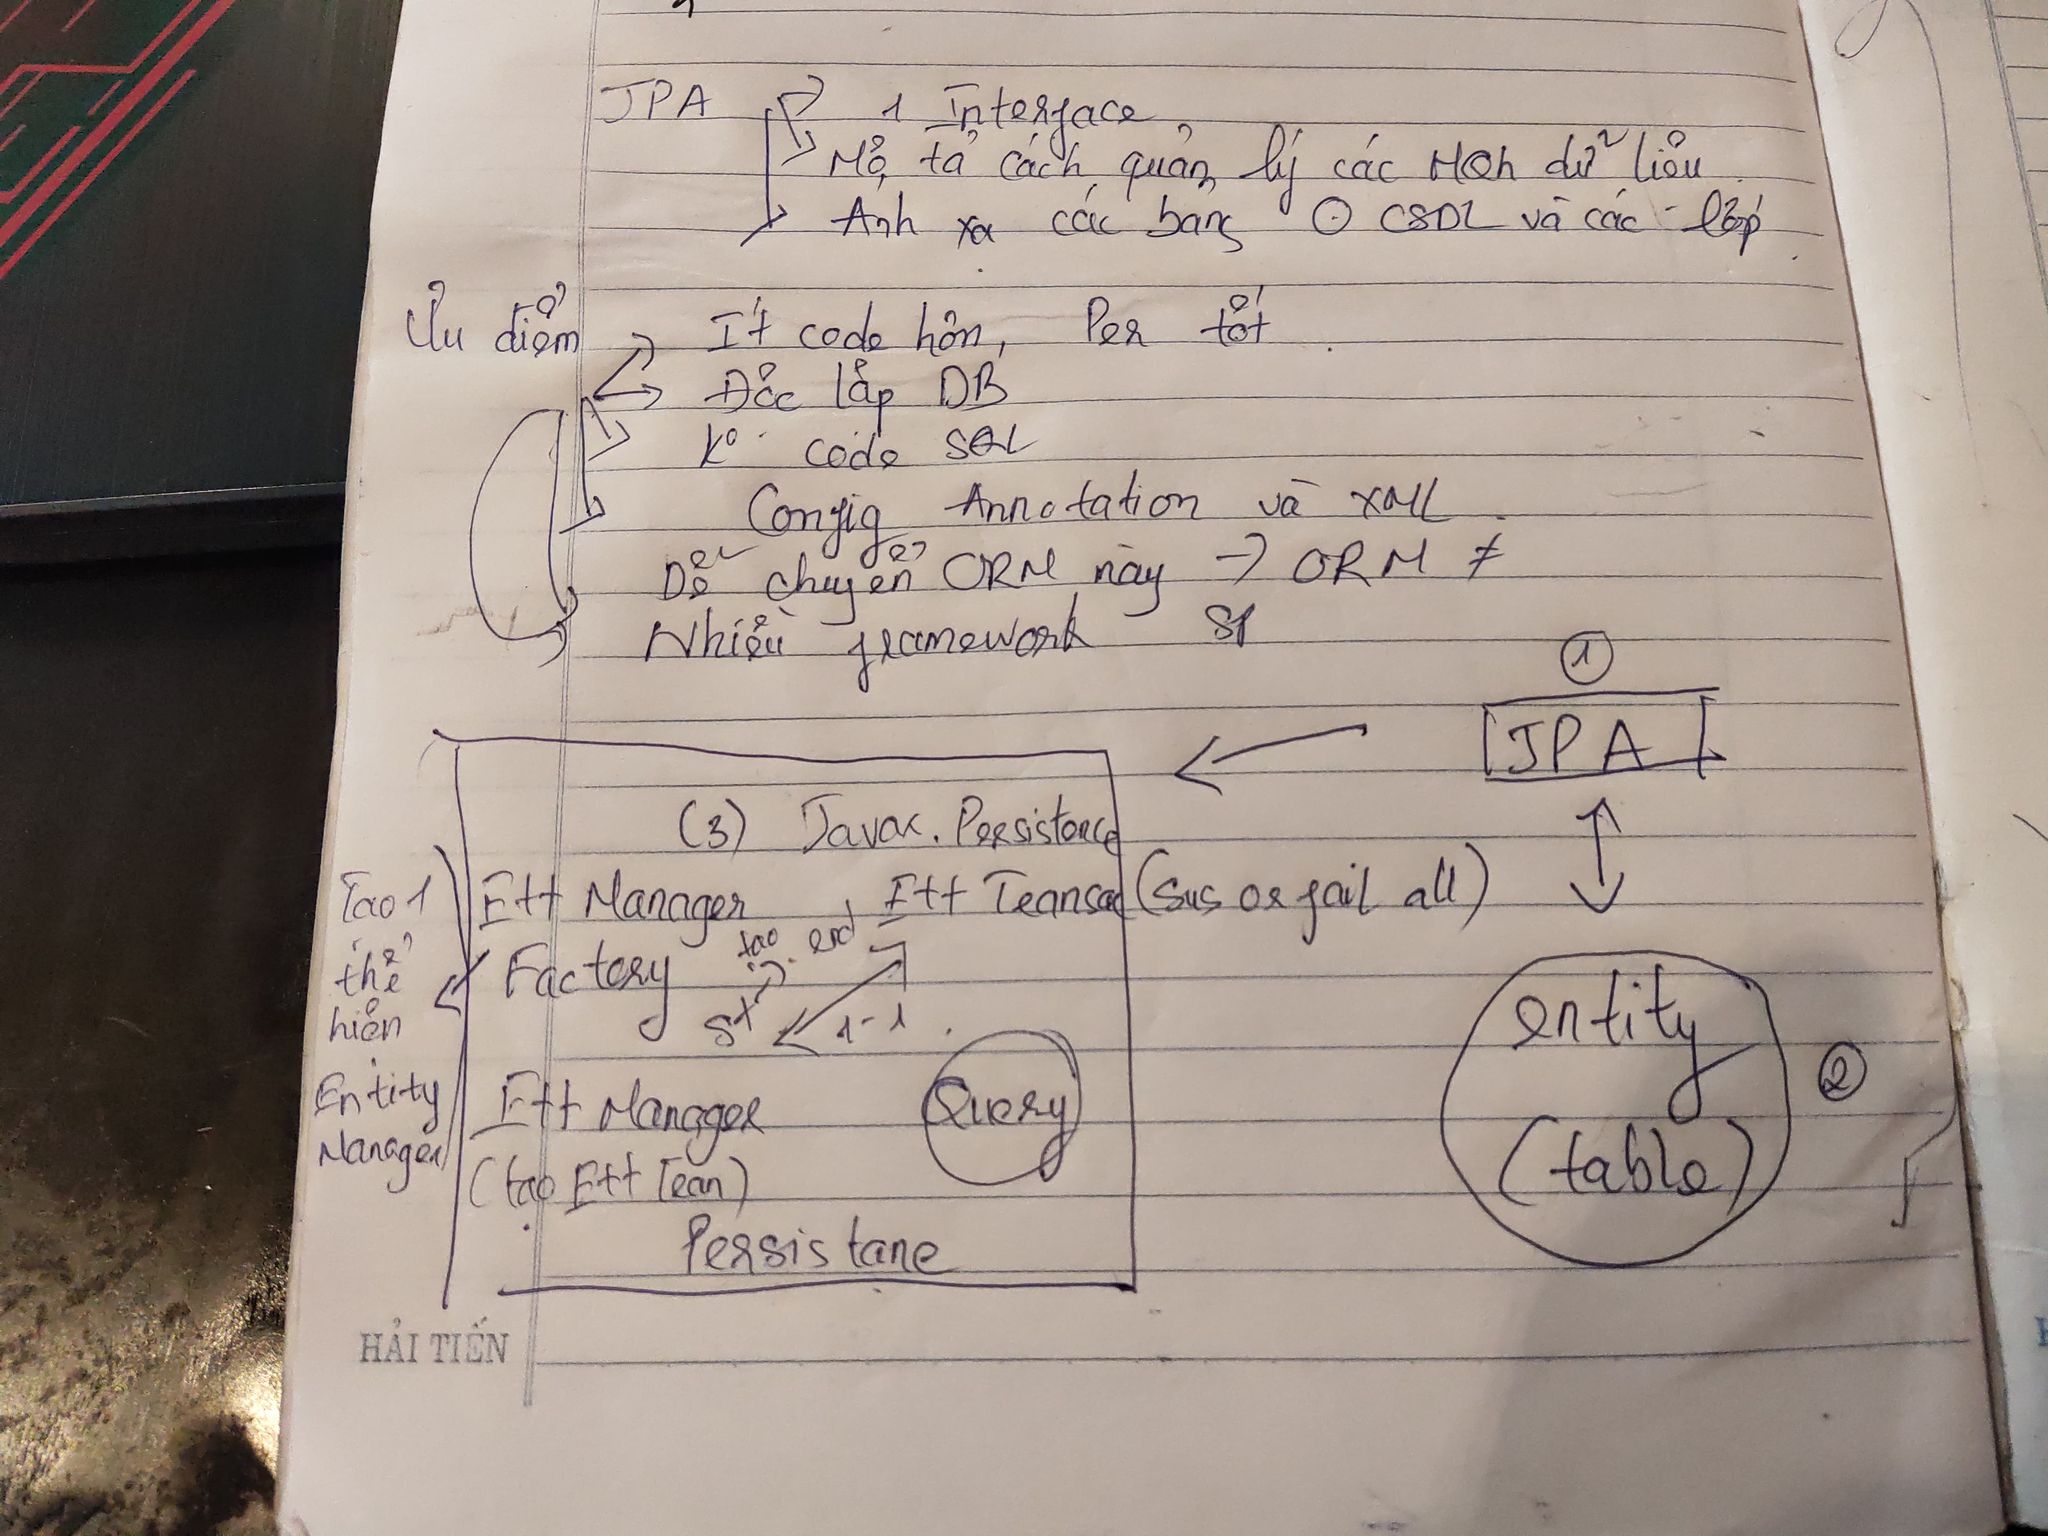 JPA
1 Interface
Mô tả cách quản lý các MQh dữ liệu
Ánh xạ các bảng CSDL và các lớp
Ưu điểm
Ít code hơn, Per tốt
Độc lập DB
Ko code SQL
Config Annotation và XML
Dễ chuyển ORM này → ORM ≠
Nhiều framework
①
JPA
(3) Javax.Persistence
Ett Manager Ett Transac (sus or fail all)
Factory tạo end
st 1-1
Ett Manager Query
(tạo Ett Tran)
Persistane
Tạo 1
thể
hiện
Entity
Manager
entity
(table)
②
HẢI TIẾN